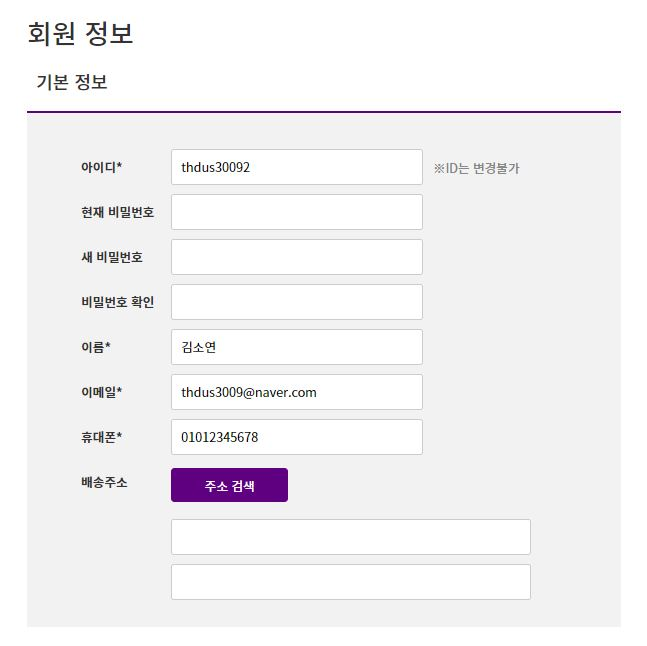 회원 정보
기본 정보
아이디* thdus30092 ※ID는 변경불가
현재 비밀번호
새 비밀번호
비밀번호 확인
이름* 김소연
이메일* thdus3009@naver.com
휴대폰* 01012345678
배송주소 주소 검색